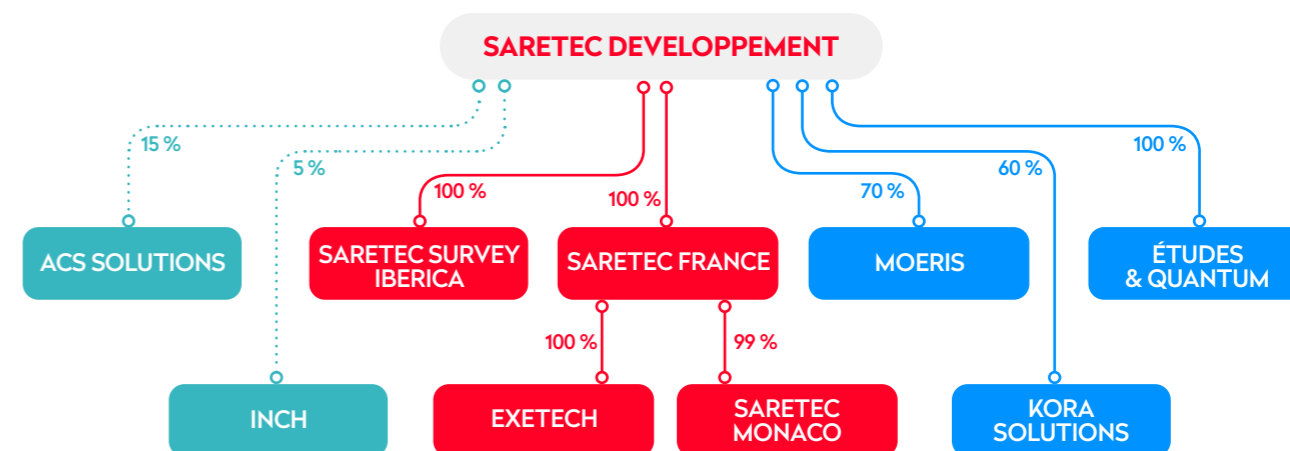 SARETEC DEVELOPPEMENT
15 %
5 %
100 %
100 %
70 %
60 %
100 %
ACS SOLUTIONS
SARETEC SURVEY
IBERICA
SARETEC FRANCE
MOERIS
ÉTUDES
& QUANTUM
100 %
99 %
INCH
EXETECH
SARETEC
MONACO
KORA
SOLUTIONS